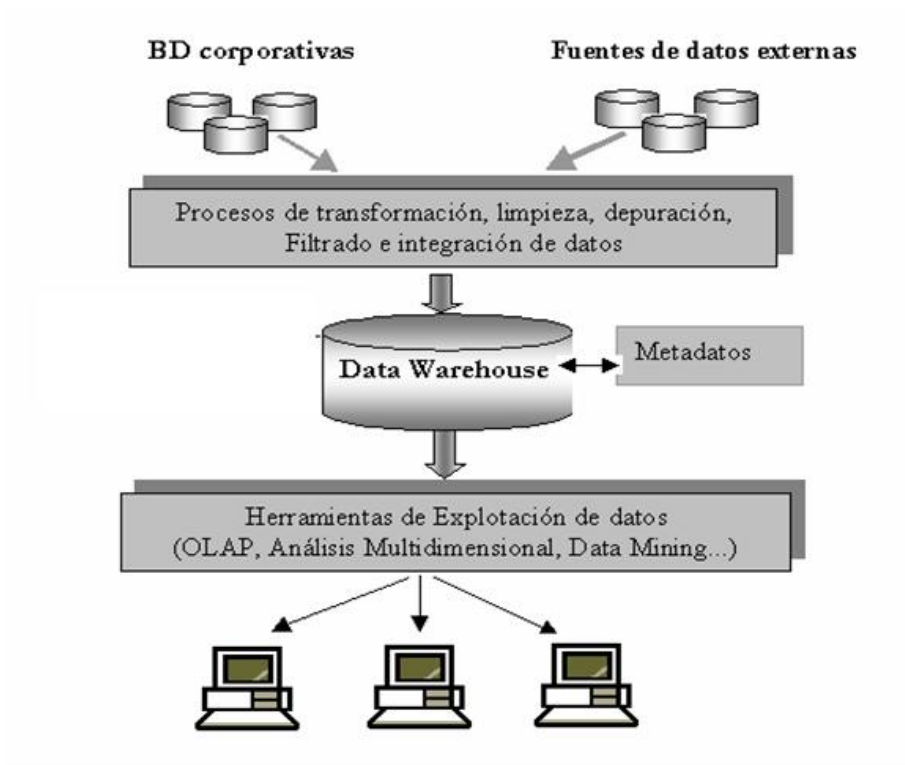 BD corporativas
Fuentes de datos externas
Procesos de transformación, limpieza, depuración,
Filtrado e integración de datos
Data Warehouse
Metadatos
Herramientas de Explotación de datos
(OLAP, Análisis Multidimensional, Data Mining...)